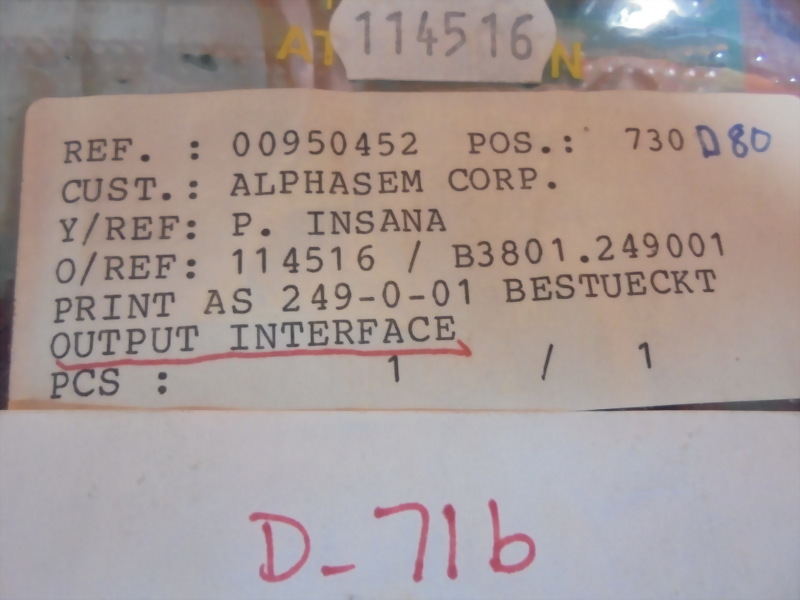 114516
REF. : 00950452 POS.: 730 D80
CUST.: ALPHASEM CORP.
Y/REF: P. INSANA
O/REF: 114516 / B3801.249001
PRINT AS 249-0-01 BESTUECKT
OUTPUT INTERFACE
PCS : 1 / 1
D-71b